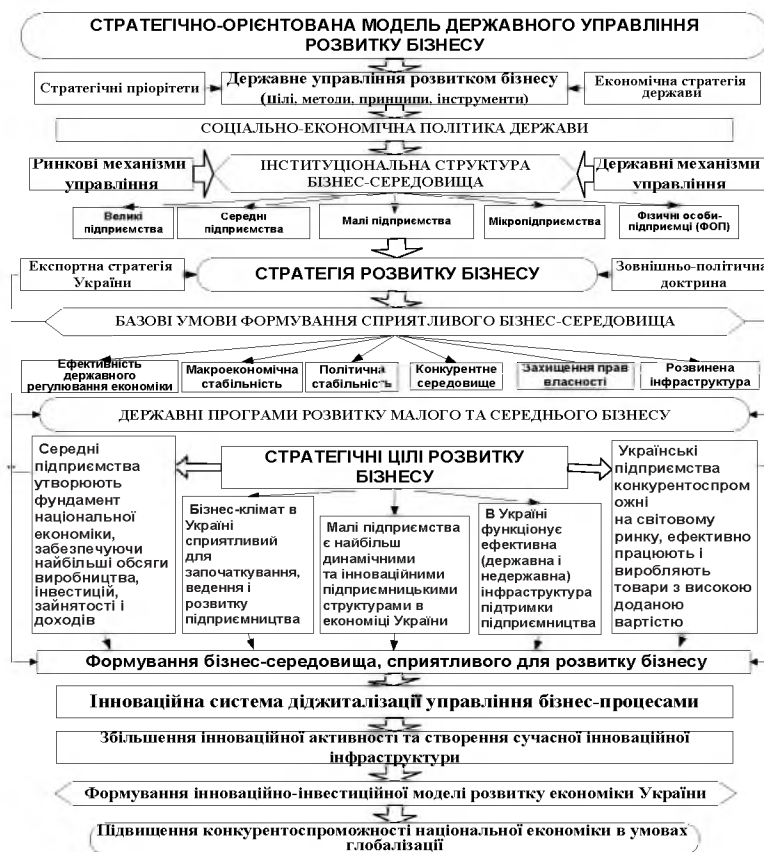 СТРАТЕГІЧНО-ОРІЄНТОВАНА МОДЕЛЬ ДЕРЖАВНОГО УПРАВЛІННЯ
РОЗВИТКУ БІЗНЕСУ
Стратегічні пріорітети
Державне управління розвитком бізнесу
(цілі, методи, принципи, інструменти)
Економічна стратегія
держави
СОЦІАЛЬНО-ЕКОНОМІЧНА ПОЛІТИКА ДЕРЖАВИ
Ринкові механізми
управління
ІНСТИТУЦІОНАЛЬНА СТРУКТУРА
БІЗНЕС-СЕРЕДОВИЩА
Державні механізми
управління
Великі
підприємства
Середні
підприємства
Малі підприємства
Мікропідприємства
Фізичні особи-
підприємці (ФОП)
Експортна стратегія
України
СТРАТЕГІЯ РОЗВИТКУ БІЗНЕСУ
Зовнішньо-політична
доктрина
БАЗОВІ УМОВИ ФОРМУВАННЯ СПРИЯТЛИВОГО БІЗНЕС-СЕРЕДОВИЩА
Ефективність
державного
регулювання економіки
Макроекономічна
стабільність
Політична
стабільність
Конкурентне
середовище
Захищення прав
власності
Розвинена
інфраструктура
ДЕРЖАВНІ ПРОГРАМИ РОЗВИТКУ МАЛОГО ТА СЕРЕДНЬОГО БІЗНЕСУ
Середні
підприємства
утворюють
фундамент
національної
економіки,
забезпечуючи
найбільші обсяги
виробництва,
інвестицій,
зайнятості і
доходів
СТРАТЕГІЧНІ ЦІЛІ РОЗВИТКУ
БІЗНЕСУ
Бізнес-клімат в
Україні
сприятливий
для
започаткування,
ведення і
розвитку
підприємництва
Малі підприємства
є найбільш
динамічними
та інноваційними
підприємницькими
структурами в
економіці України
В Україні
функціонує
ефективна
(державна і
недержавна)
інфраструктура
підтримки
підприємництва
Українські
підприємства
конкурентоспром
ожні
на світовому
ринку, ефективно
працюють і
виробляють
товари з високою
доданою
вартістю
Формування бізнес-середовища, сприятливого для розвитку бізнесу
Інноваційна система діджиталізації управління бізнес-процесами
Збільшення інноваційної активності та створення сучасної інноваційної
інфраструктури
Формування інноваційно-інвестиційної моделі розвитку економіки України
Підвищення конкурентоспроможності національної економіки в умовах
глобалізації